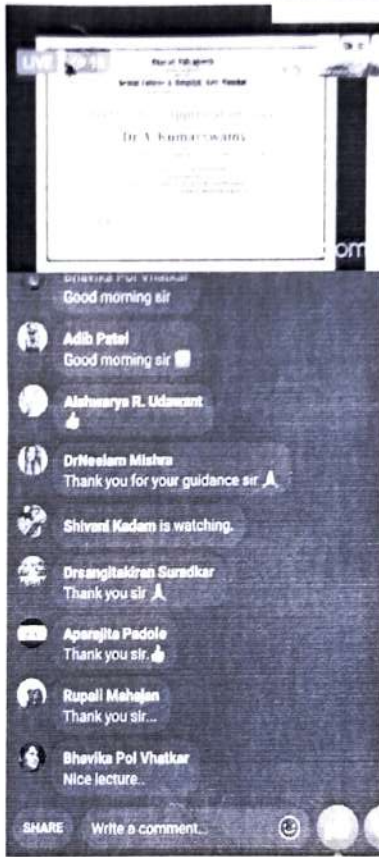 LIVE
Dr. V. Kumarswamy
om
Bhavika Pol Vhatkar
Good morning sir
Adib Patel
Good morning sir
Aishwarya R. Udawant
DrNeelam Mishra
Thank you for your guidance sir
Shivani Kadam is watching.
Drsangitakiran Suradkar
Thank you sir
Aparajita Padole
Thank you sir.
Rupali Mahajan
Thank you sir...
Bhavika Pol Vhatkar
Nice lecture..
SHARE
Write a comment...